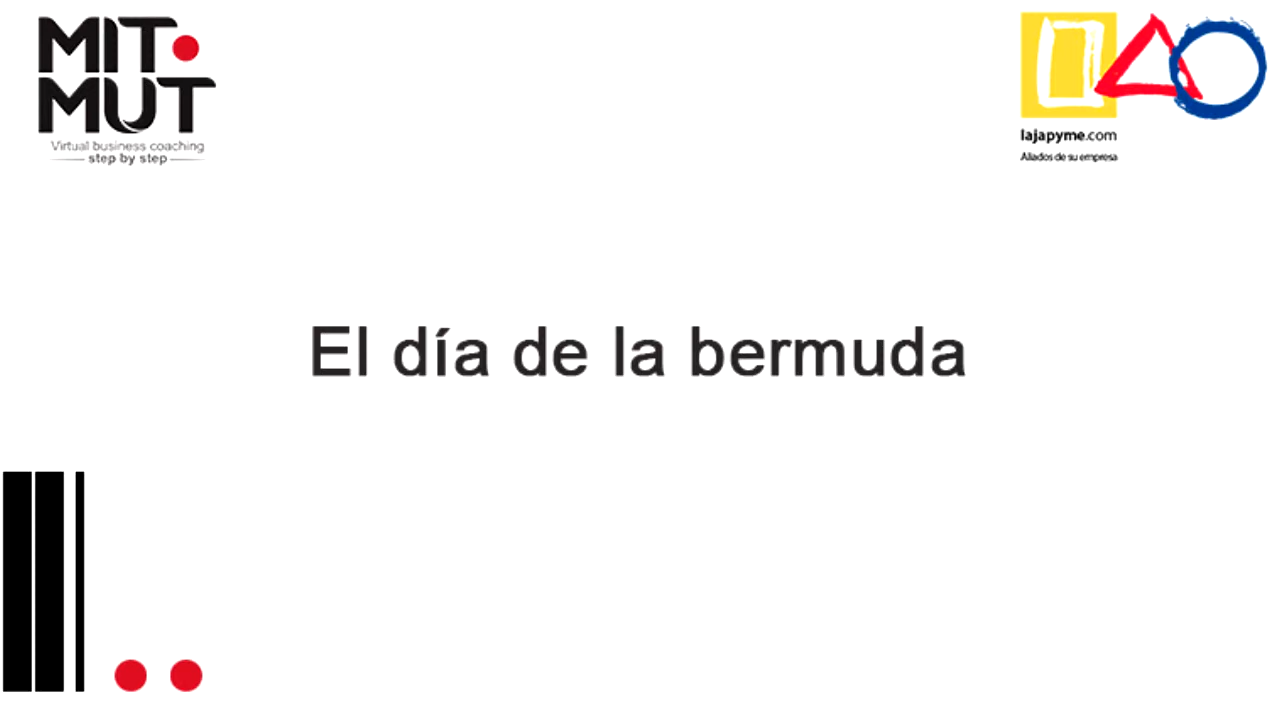 MIT
MUT
Virtual business coaching
step by step
lajapyme.com
Aliados de su empresa
El día de la bermuda